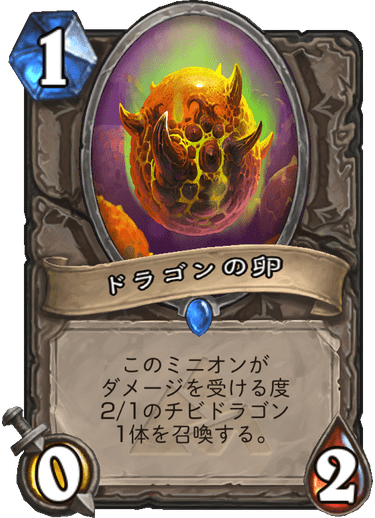 1
ドラゴンの卵
このミニオンが
ダメージを受ける度
2/1のチビドラゴン
1体を召喚する。
0
2